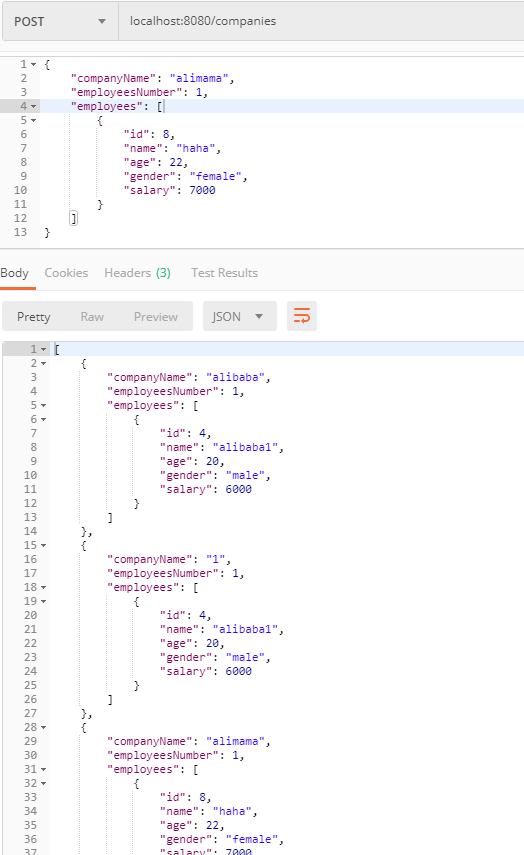 POST localhost:8080/companies
1 {
2 "companyName": "alimama",
3 "employeesNumber": 1,
4 "employees": [
5 {
6 "id": 8,
7 "name": "haha",
8 "age": 22,
9 "gender": "female",
10 "salary": 7000
11 }
12 ]
13 }
Body Cookies Headers (3) Test Results
Pretty Raw Preview JSON
1 [
2 {
3 "companyName": "alibaba",
4 "employeesNumber": 1,
5 "employees": [
6 {
7 "id": 4,
8 "name": "alibaba1",
9 "age": 20,
10 "gender": "male",
11 "salary": 6000
12 }
13 ]
14 },
15 {
16 "companyName": "1",
17 "employeesNumber": 1,
18 "employees": [
19 {
20 "id": 4,
21 "name": "alibaba1",
22 "age": 20,
23 "gender": "male",
24 "salary": 6000
25 }
26 ]
27 },
28 {
29 "companyName": "alimama",
30 "employeesNumber": 1,
31 "employees": [
32 {
33 "id": 8,
34 "name": "haha",
35 "age": 22,
36 "gender": "female",
37 "salary": 7000